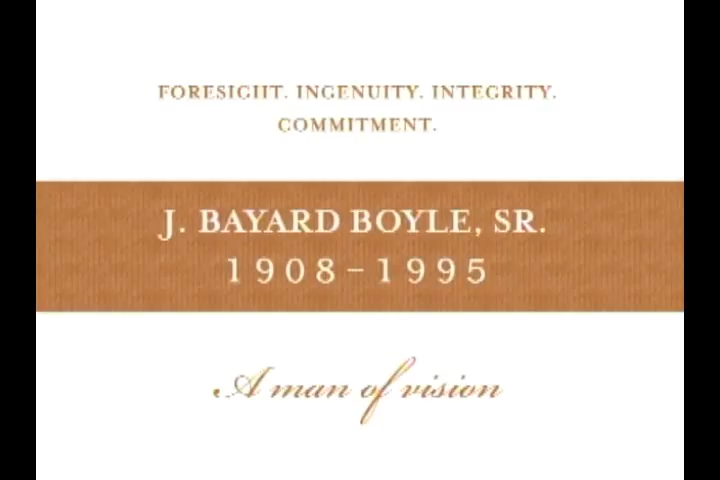 FORESIGHT. INGENUITY. INTEGRITY.
COMMITMENT.
J. BAYARD BOYLE, SR.
1908–1995
A man of vision